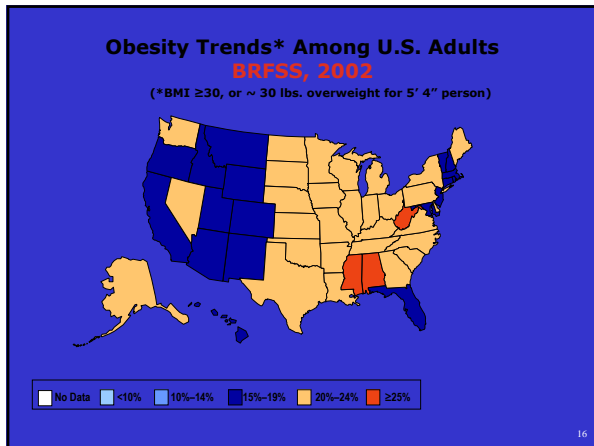 Obesity Trends* Among U.S. Adults
BRFSS, 2002
(*BMI ≥30, or ~ 30 lbs. overweight for 5' 4" person)
No Data <10% 10%–14% 15%–19% 20%–24% ≥25%
16